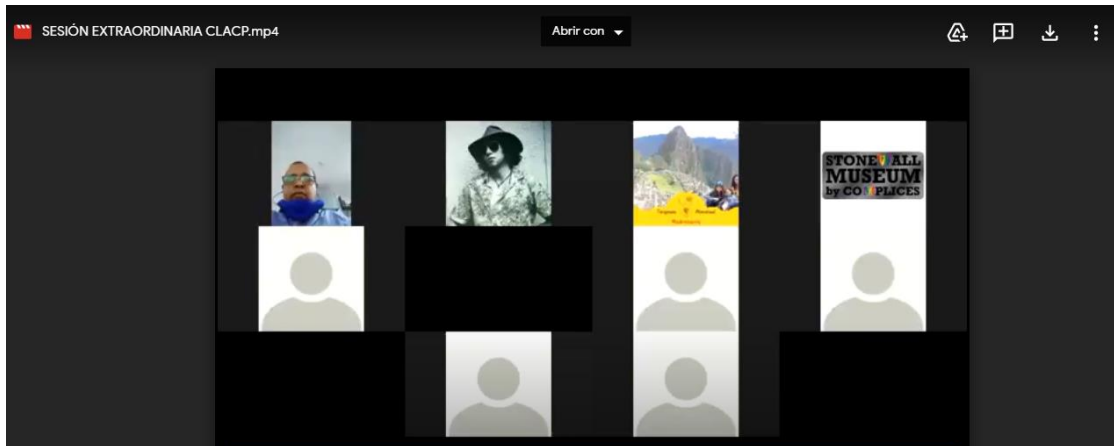 SESIÓN EXTRAORDINARIA CLACP.mp4
Abrir con
STONEWALL
MUSEUM
by COMPLICES